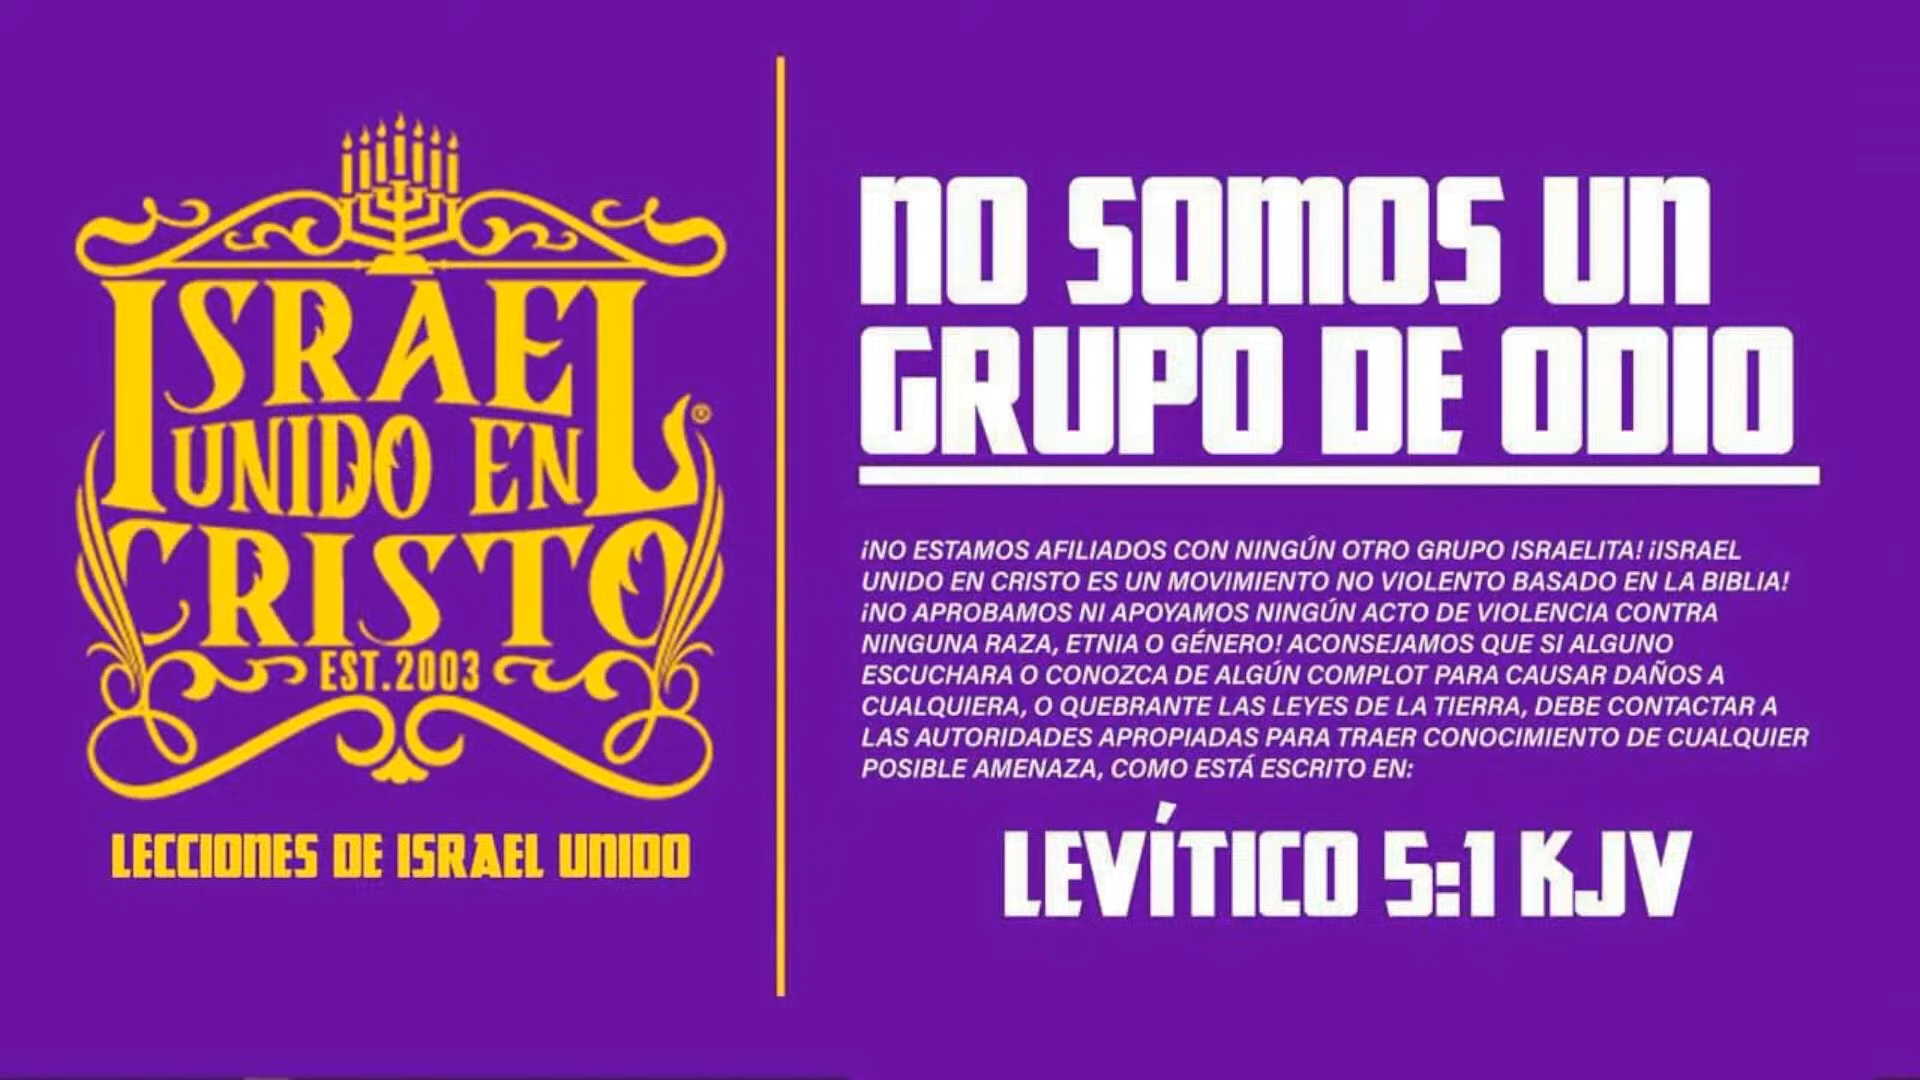 ISRAEL
UNIDO EN
CRISTO
EST.2003
LECCIONES DE ISRAEL UNIDO
NO SOMOS UN
GRUPO DE ODIO
¡NO ESTAMOS AFILIADOS CON NINGÚN OTRO GRUPO ISRAELITA! ¡ISRAEL
UNIDO EN CRISTO ES UN MOVIMIENTO NO VIOLENTO BASADO EN LA BIBLIA!
¡NO APROBAMOS NI APOYAMOS NINGÚN ACTO DE VIOLENCIA CONTRA
NINGUNA RAZA, ETNIA O GÉNERO! ACONSEJAMOS QUE SI ALGUNO
ESCUCHARA O CONOZCA DE ALGÚN COMPLOT PARA CAUSAR DAÑOS A
CUALQUIERA, O QUEBRANTE LAS LEYES DE LA TIERRA, DEBE CONTACTAR A
LAS AUTORIDADES APROPIADAS PARA TRAER CONOCIMIENTO DE CUALQUIER
POSIBLE AMENAZA, COMO ESTÁ ESCRITO EN:
LEVÍTICO 5:1 KJV